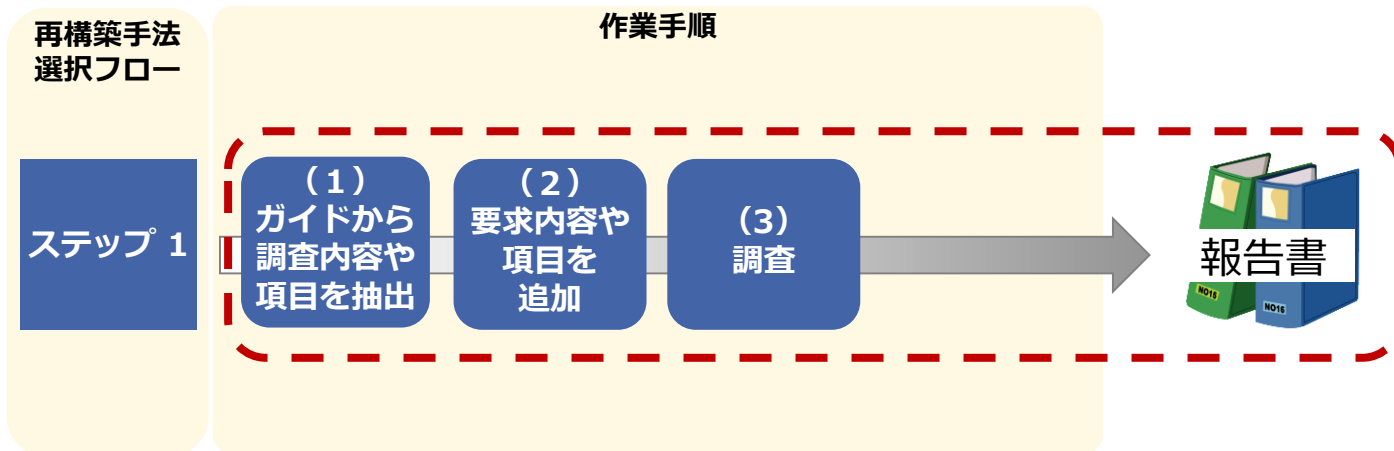 再構築手法
選択フロー
作業手順
ステップ 1
（１）
ガイドから
調査内容や
項目を抽出
（２）
要求内容や
項目を
追加
（3）
調査
報告書
NO15
NO16